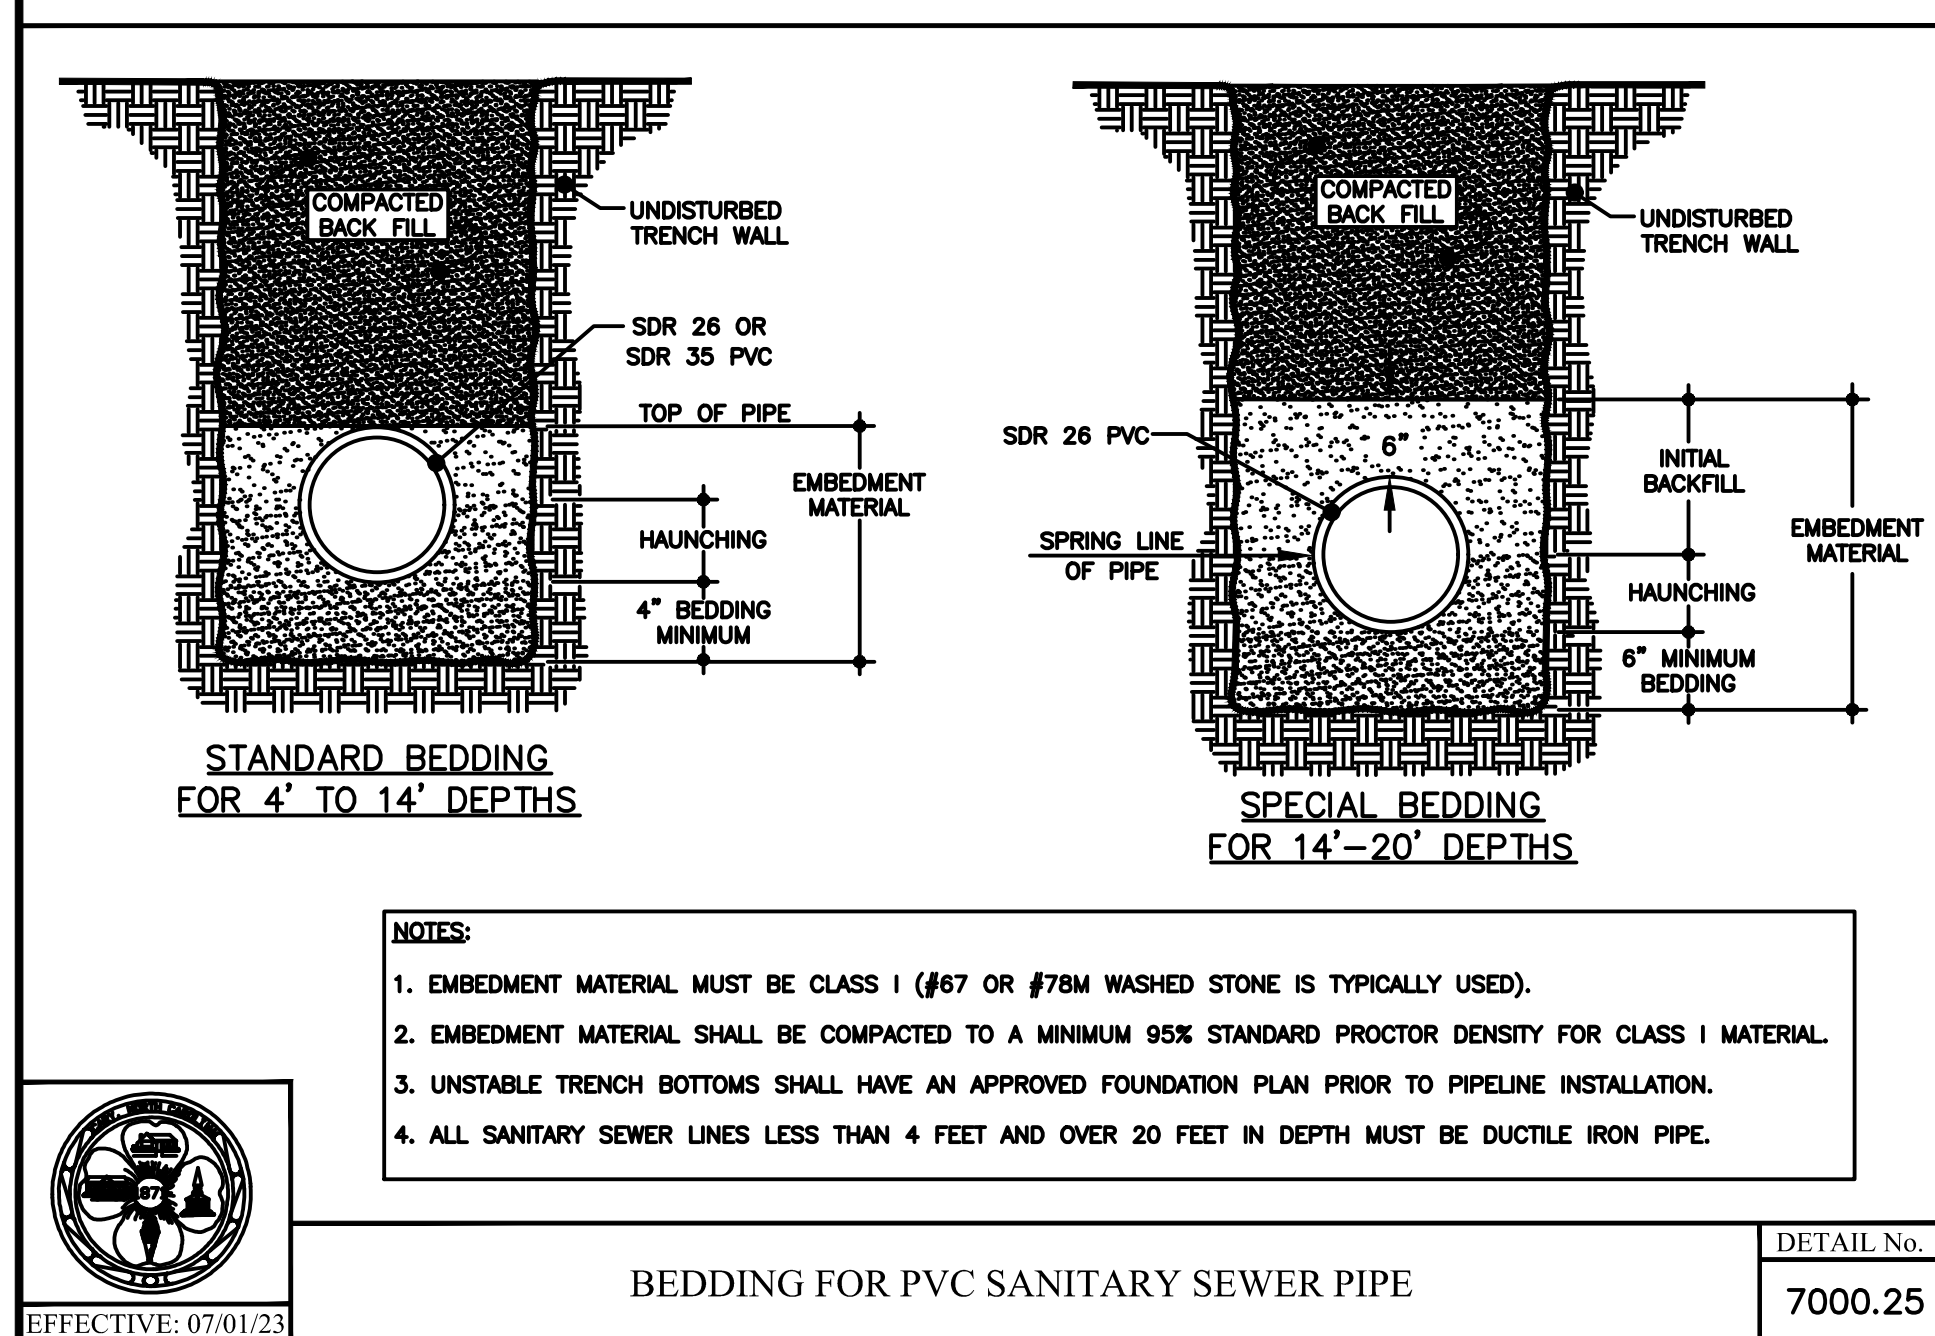 COMPACTED
BACK FILL
UNDISTURBED
TRENCH WALL
SDR 26 OR
SDR 35 PVC
TOP OF PIPE
EMBEDMENT
MATERIAL
HAUNCHING
4" BEDDING
MINIMUM
STANDARD BEDDING
FOR 4' TO 14' DEPTHS
COMPACTED
BACK FILL
UNDISTURBED
TRENCH WALL
SDR 26 PVC
6"
INITIAL
BACKFILL
SPRING LINE
OF PIPE
EMBEDMENT
MATERIAL
HAUNCHING
6" MINIMUM
BEDDING
SPECIAL BEDDING
FOR 14'-20' DEPTHS
NOTES:
1. EMBEDMENT MATERIAL MUST BE CLASS I (#67 OR #78M WASHED STONE IS TYPICALLY USED).
2. EMBEDMENT MATERIAL SHALL BE COMPACTED TO A MINIMUM 95% STANDARD PROCTOR DENSITY FOR CLASS I MATERIAL.
3. UNSTABLE TRENCH BOTTOMS SHALL HAVE AN APPROVED FOUNDATION PLAN PRIOR TO PIPELINE INSTALLATION.
4. ALL SANITARY SEWER LINES LESS THAN 4 FEET AND OVER 20 FEET IN DEPTH MUST BE DUCTILE IRON PIPE.
EFFECTIVE: 07/01/23
BEDDING FOR PVC SANITARY SEWER PIPE
DETAIL No.
7000.25